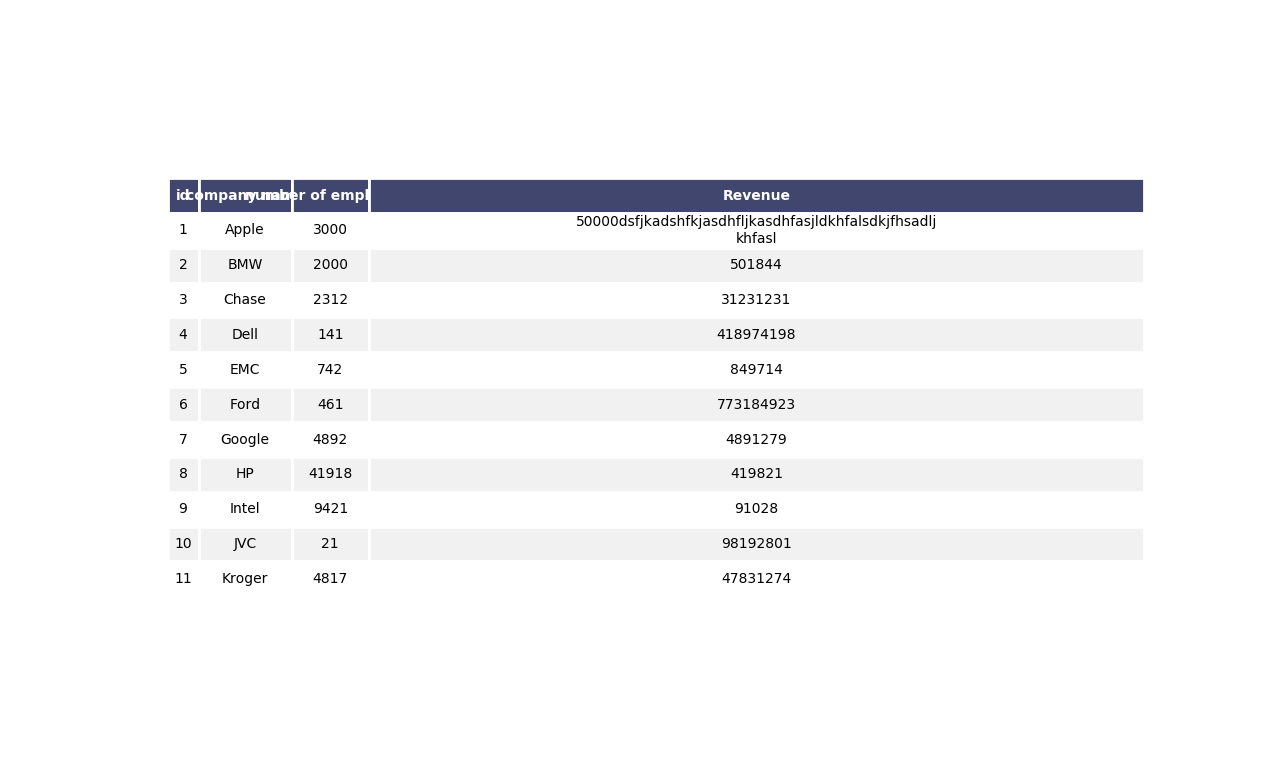 id company number of empl Revenue
1 Apple 3000 50000dsfjkadshfkjasdhfljkasdhfasjldkhfalsdkjfhsadlj
khfasl
2 BMW 2000 501844
3 Chase 2312 31231231
4 Dell 141 418974198
5 EMC 742 849714
6 Ford 461 773184923
7 Google 4892 4891279
8 HP 41918 419821
9 Intel 9421 91028
10 JVC 21 98192801
11 Kroger 4817 47831274